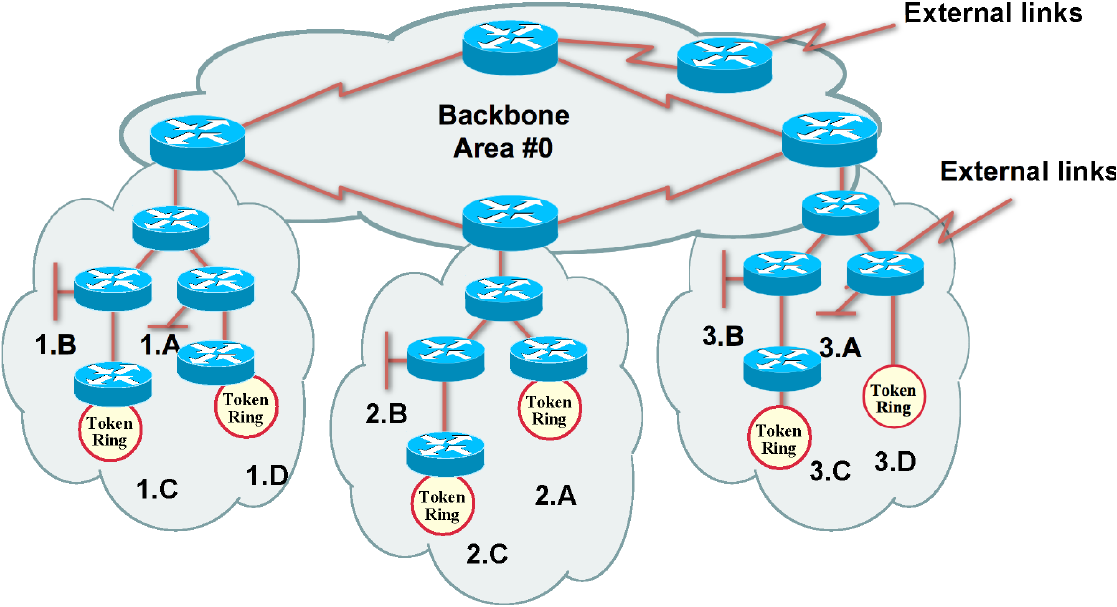 External links
Backbone
Area #0
External links
1.B
1.A
Token
Ring
Token
Ring
1.C
1.D
2.B
Token
Ring
2.A
Token
Ring
2.C
3.B
3.A
Token
Ring
Token
Ring
3.C
3.D